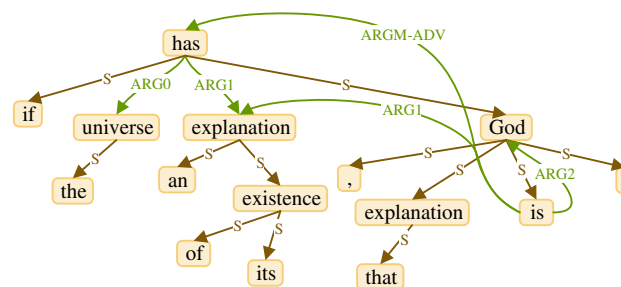 ARGM-ADV
has
S ARG0 ARG1 S
if universe explanation ARG1 God
S S S S S ARG2 S
the an existence , explanation is
S S S
of its that